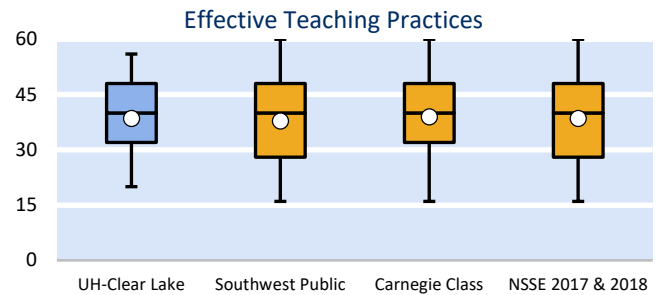 Effective Teaching Practices
60
45
30
15
0
UH-Clear Lake Southwest Public Carnegie Class NSSE 2017 & 2018